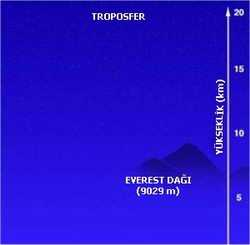 TROPOSFER
20
15
YÜKSEKLİK (km)
10
EVEREST DAĞI
(9029 m)
5